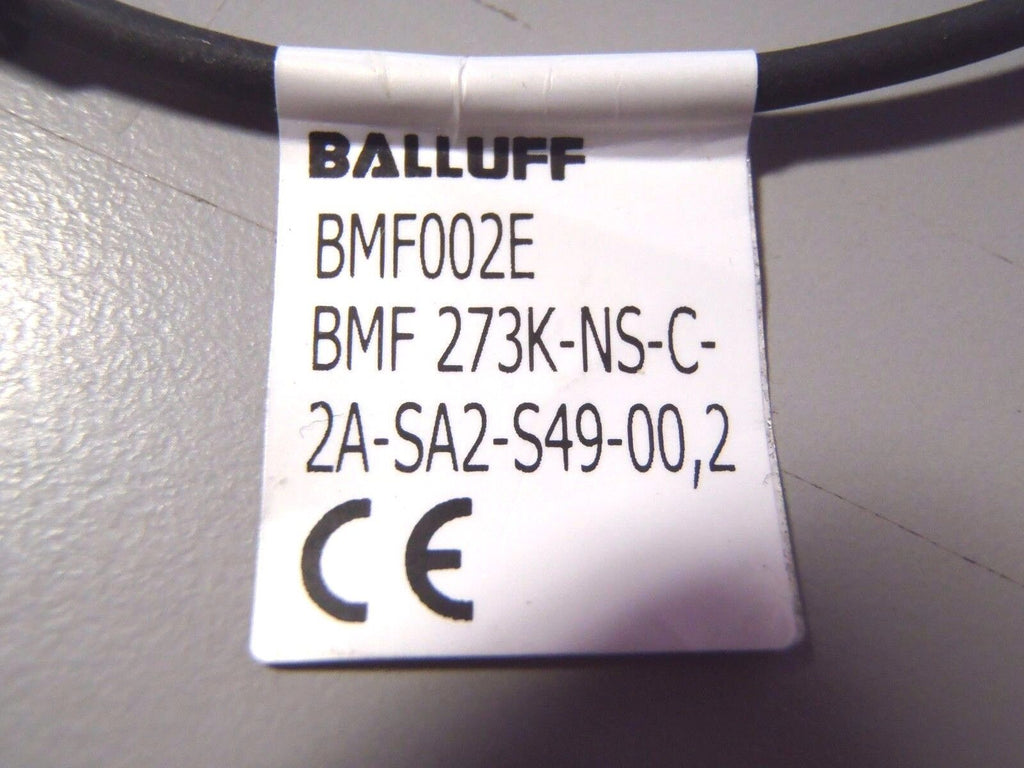 BALLUFF
BMF002E
BMF 273K-NS-C-
2A-SA2-S49-00,2
CE